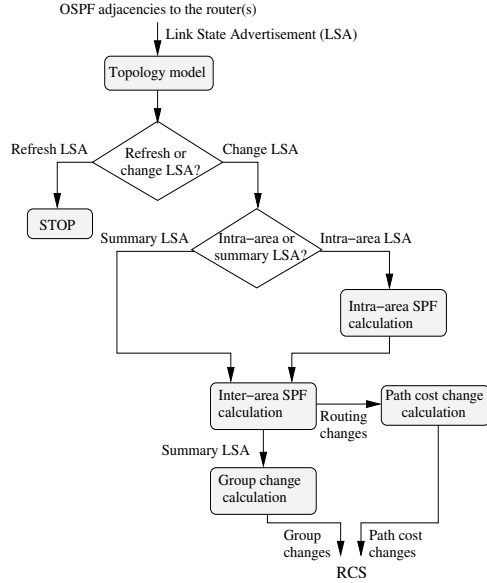 OSPF adjacencies to the router(s)
Link State Advertisement (LSA)
Topology model
Refresh LSA
Refresh or
change LSA?
Change LSA
STOP
Summary LSA
Intra−area or
summary LSA?
Intra−area LSA
Intra−area SPF
calculation
Inter−area SPF
calculation
Routing
changes
Path cost change
calculation
Summary LSA
Group change
calculation
Group
changes
Path cost
changes
RCS